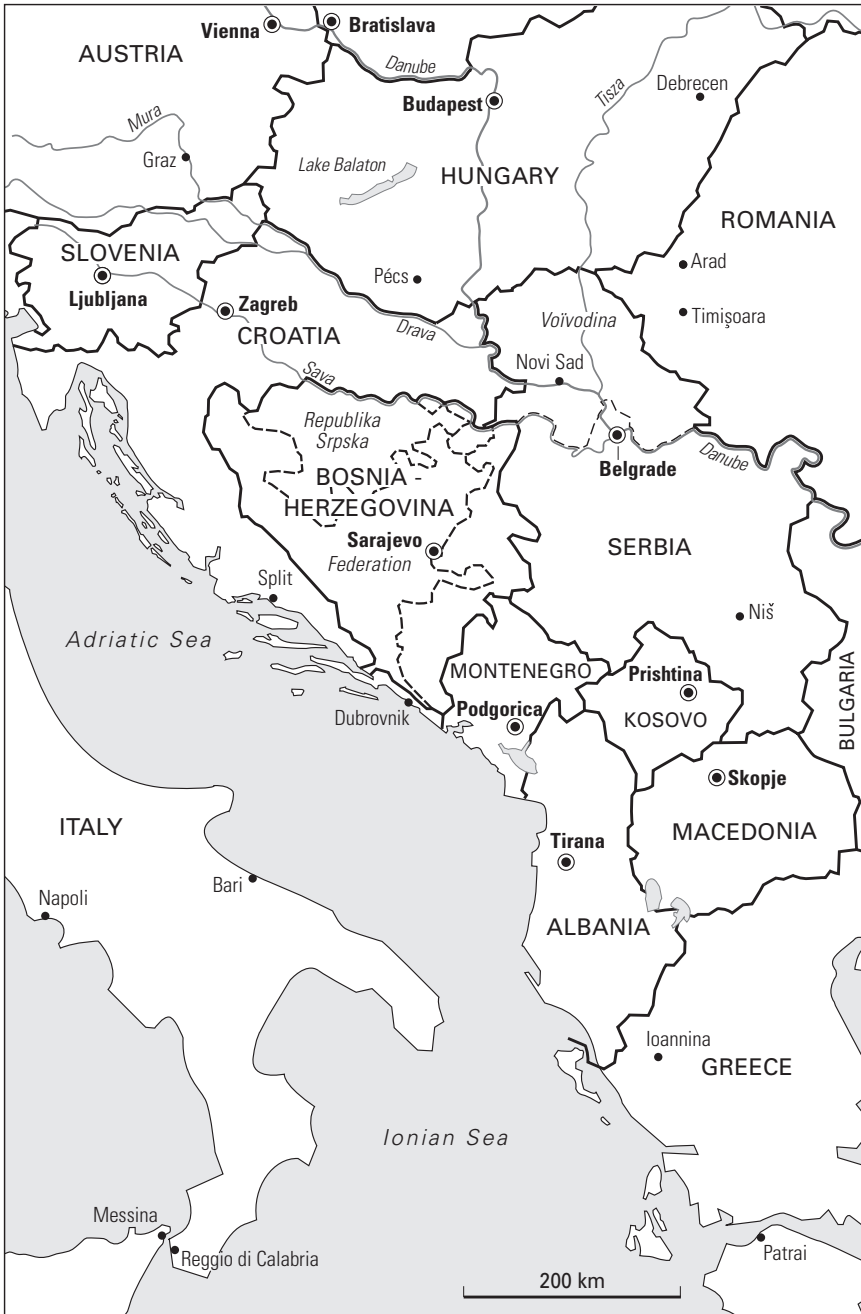 Vienna
Bratislava
AUSTRIA
Danube
Tisza
Debrecen
Budapest
Mura
Graz
Lake Balaton
HUNGARY
ROMANIA
SLOVENIA
Ljubljana
Pécs
Arad
Zagreb
CROATIA
Drava
Voïvodina
Timişoara
Novi Sad
Sava
Republika
Srpska
Belgrade
Danube
BOSNIA -
HERZEGOVINA
Sarajevo
Federation
SERBIA
Split
Niš
Adriatic Sea
MONTENEGRO
Prishtina
KOSOVO
BULGARIA
Podgorica
Dubrovnik
Skopje
ITALY
MACEDONIA
Tirana
Bari
Napoli
ALBANIA
Ioannina
GREECE
Ionian Sea
Messina
Reggio di Calabria
Patrai
200 km